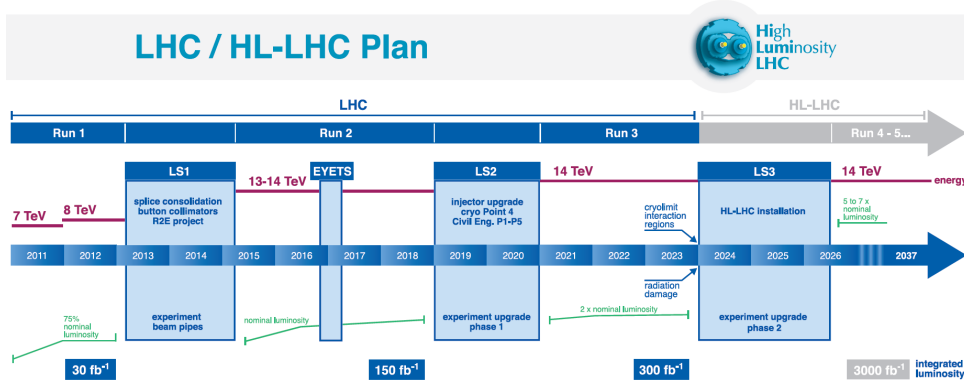 LHC / HL-LHC Plan
High
Luminosity
LHC
LHC
HL-LHC
Run 1
Run 2
Run 3
Run 4 - 5...
LS1
EYETS
LS2
LS3
13-14 TeV
14 TeV
14 TeV
energy
7 TeV
8 TeV
splice consolidation
button collimators
R2E project
injector upgrade
cryo Point 4
Civil Eng. P1-P5
cryolimit
interaction
regions
HL-LHC installation
5 to 7 x
nominal
luminosity
2011
2012
2013
2014
2015
2016
2017
2018
2019
2020
2021
2022
2023
2024
2025
2026
2037
radiation
damage
75%
nominal
luminosity
experiment
beam pipes
nominal luminosity
experiment upgrade
phase 1
2 x nominal luminosity
experiment upgrade
phase 2
30 fb⁻¹
150 fb⁻¹
300 fb⁻¹
3000 fb⁻¹
integrated
luminosity